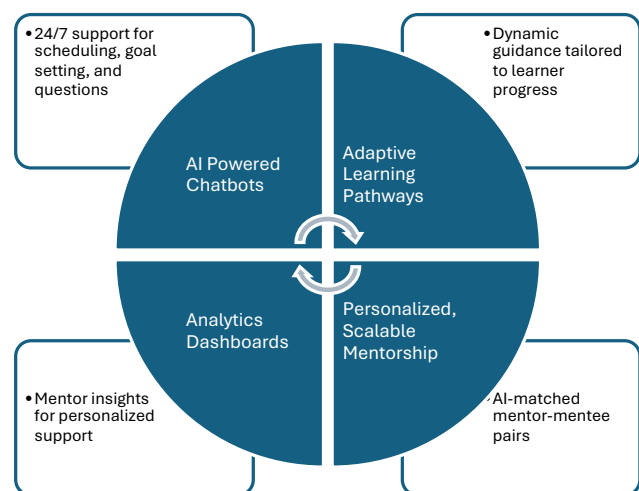 •24/7 support for
scheduling, goal
setting, and
questions
•Dynamic
guidance tailored
to learner
progress
AI Powered
Chatbots
Adaptive
Learning
Pathways
Analytics
Dashboards
Personalized,
Scalable
Mentorship
•Mentor insights
for personalized
support
•AI-matched
mentor-mentee
pairs